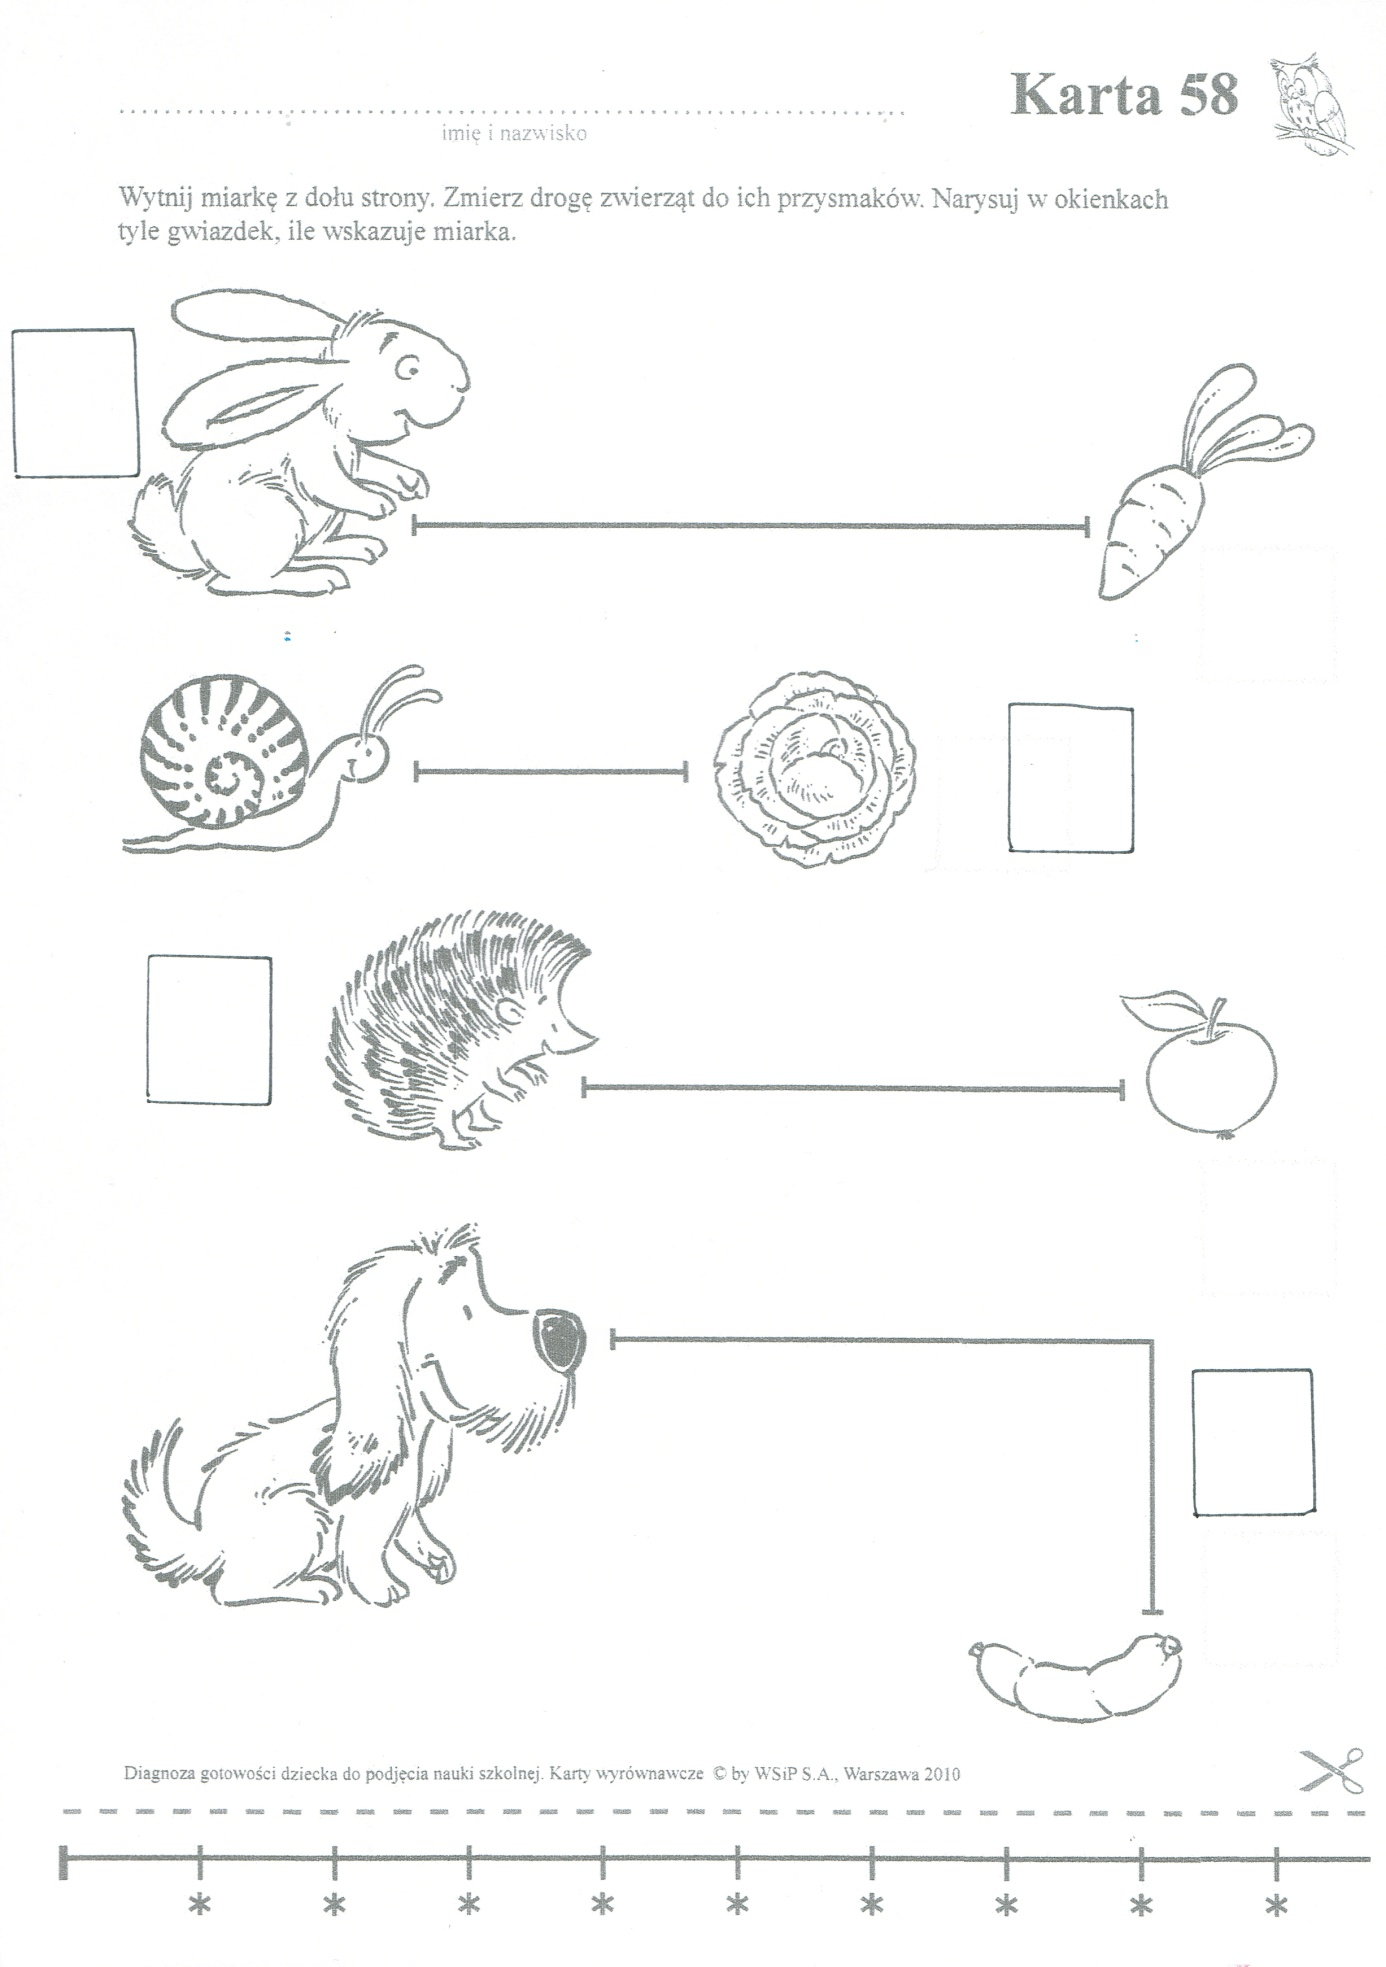 Karta 58
imię i nazwisko
Wytnij miarkę z dołu strony. Zmierz drogę zwierząt do ich przysmaków. Narysuj w okienkach
tyle gwiazdek, ile wskazuje miarka.
Diagnoza gotowości dziecka do podjęcia nauki szkolnej. Karty wyrównawcze © by WSiP S.A., Warszawa 2010
* * * * * * * * *